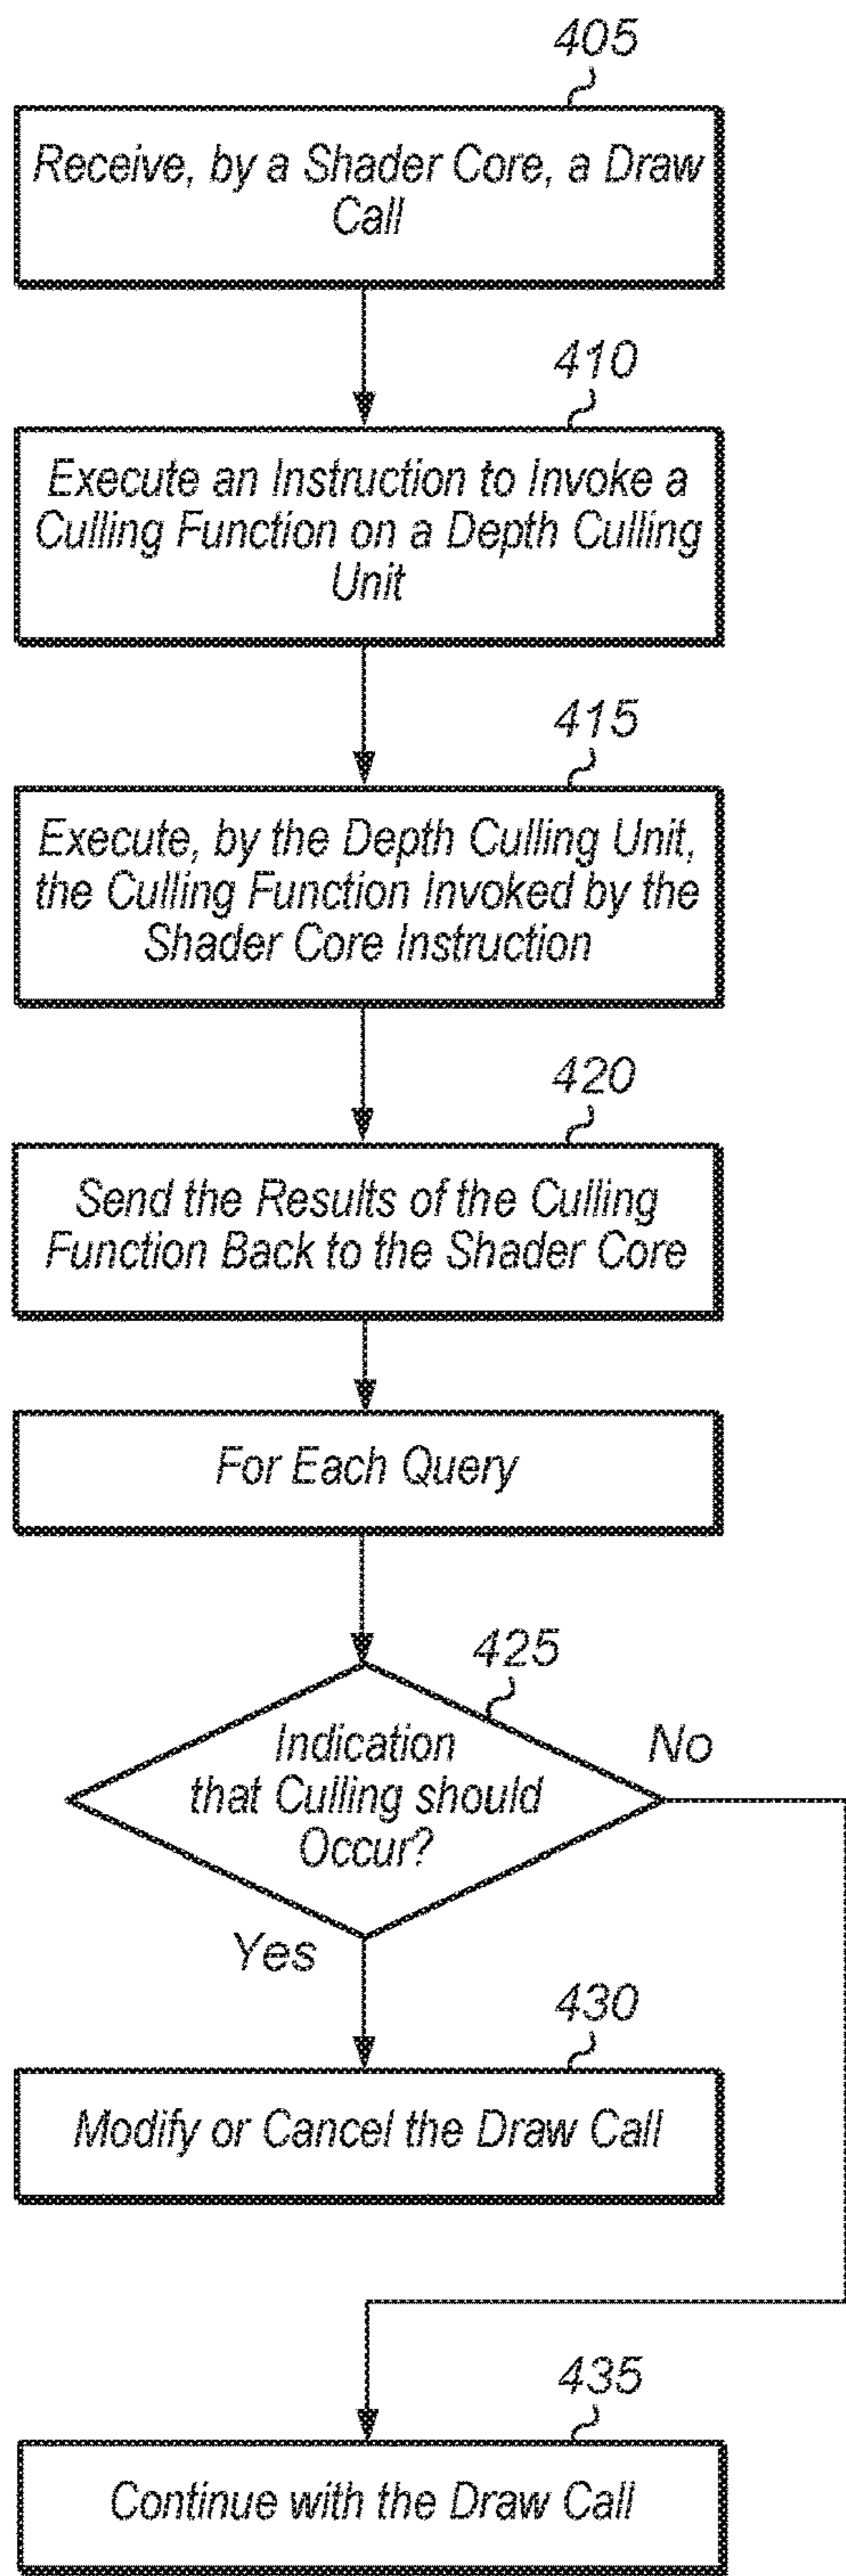 405
Receive, by a Shader Core, a Draw
Call
410
Execute an Instruction to Invoke a
Culling Function on a Depth Culling
Unit
415
Execute, by the Depth Culling Unit,
the Culling Function Invoked by the
Shader Core Instruction
420
Send the Results of the Culling
Function Back to the Shader Core
For Each Query
425
Indication
that Culling should
Occur?
No
Yes
430
Modify or Cancel the Draw Call
435
Continue with the Draw Call